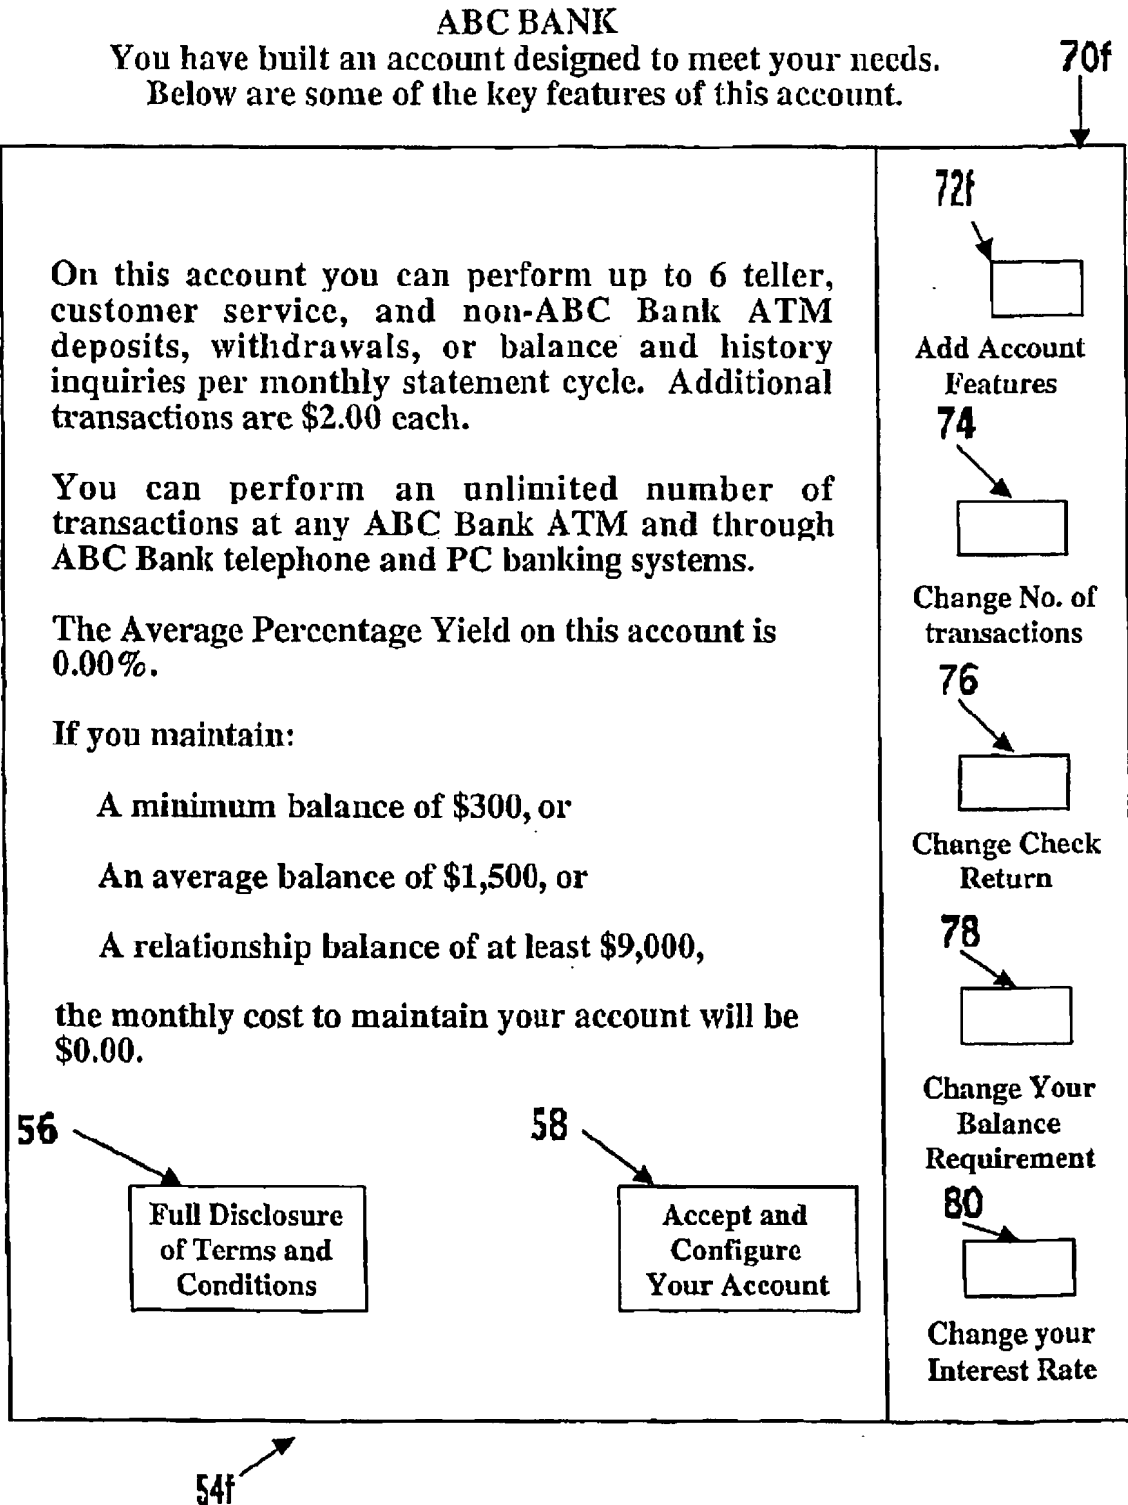 ABC BANK
You have built an account designed to meet your needs.
Below are some of the key features of this account.
70f
On this account you can perform up to 6 teller,
customer service, and non-ABC Bank ATM
deposits, withdrawals, or balance and history
inquiries per monthly statement cycle. Additional
transactions are $2.00 each.
You can perform an unlimited number of
transactions at any ABC Bank ATM and through
ABC Bank telephone and PC banking systems.
The Average Percentage Yield on this account is
0.00%.
If you maintain:
A minimum balance of $300, or
An average balance of $1,500, or
A relationship balance of at least $9,000,
the monthly cost to maintain your account will be
$0.00.
56
Full Disclosure
of Terms and
Conditions
58
Accept and
Configure
Your Account
72f
Add Account
Features
74
Change No. of
transactions
76
Change Check
Return
78
Change Your
Balance
Requirement
80
Change your
Interest Rate
54f